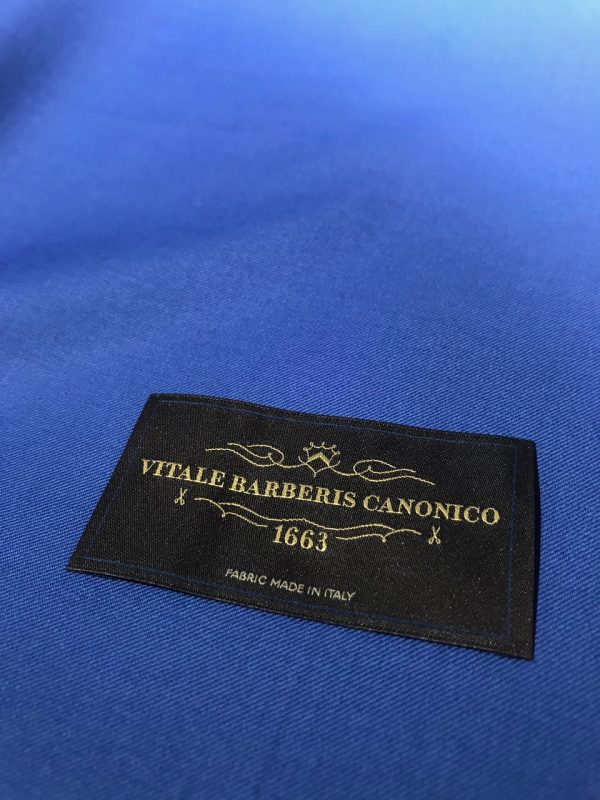 VITALE BARBERIS CANONICO
1663
FABRIC MADE IN ITALY